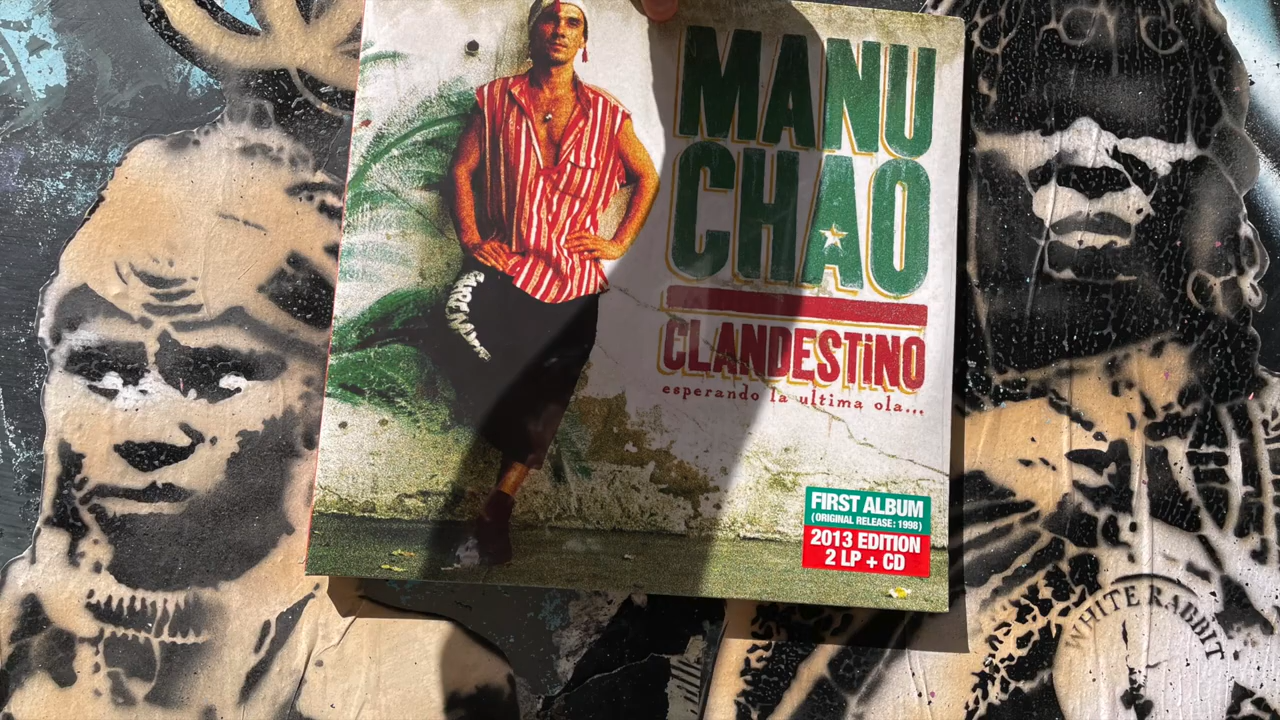 MANU
CHAO
CLANDESTiNO
esperando la ultima ola...
FIRST ALBUM
(ORIGINAL RELEASE: 1998)
2013 EDITION
2 LP + CD
WHITE RABBIT